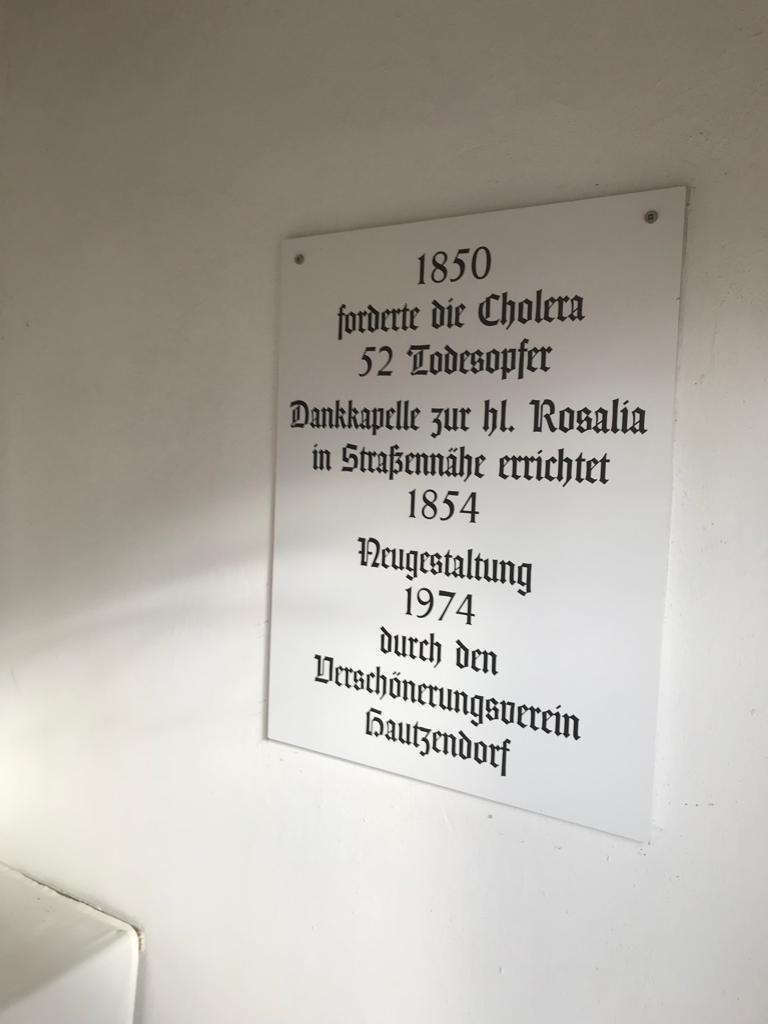 1850
forderte die Cholera
52 Todesopfer
Dankkapelle zur hl. Rosalia
in Straßennähe errichtet
1854
Neugestaltung
1974
durch den
Verschönerungsverein
Hautzendorf